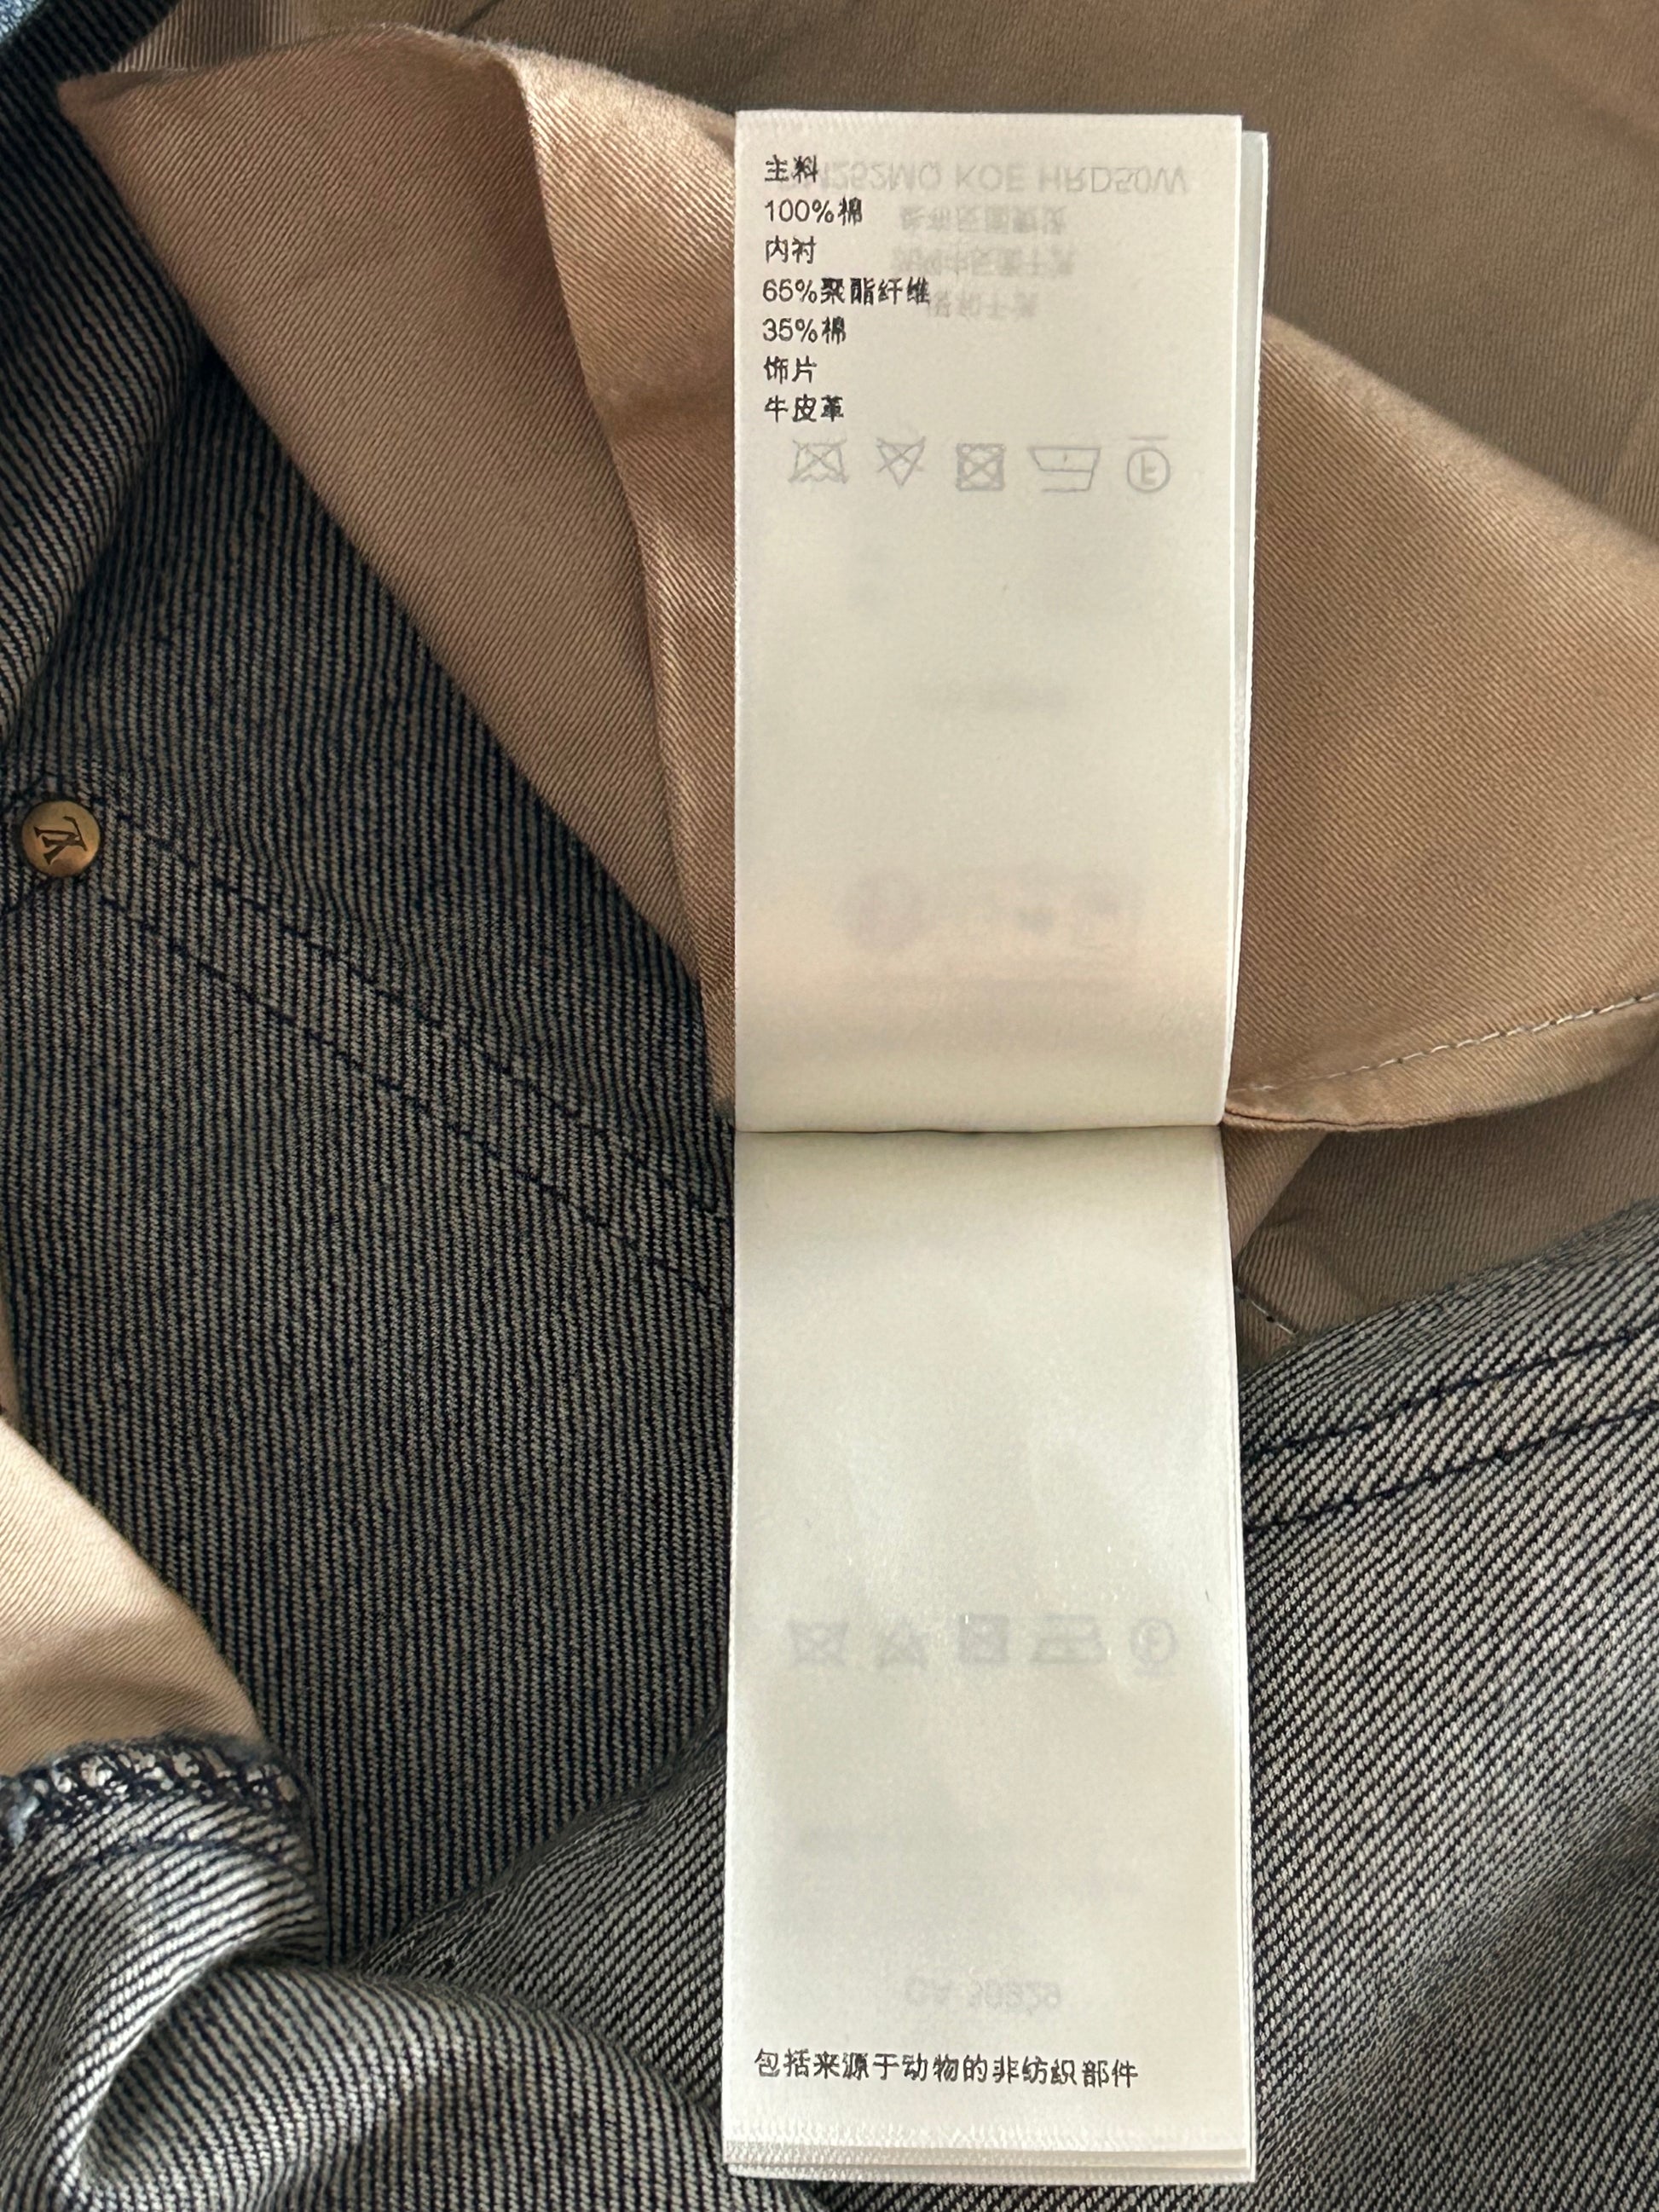 主料
100%棉
内衬
65%聚酯纤维
35%棉
饰片
牛皮革
包括来源于动物的非纺织部件